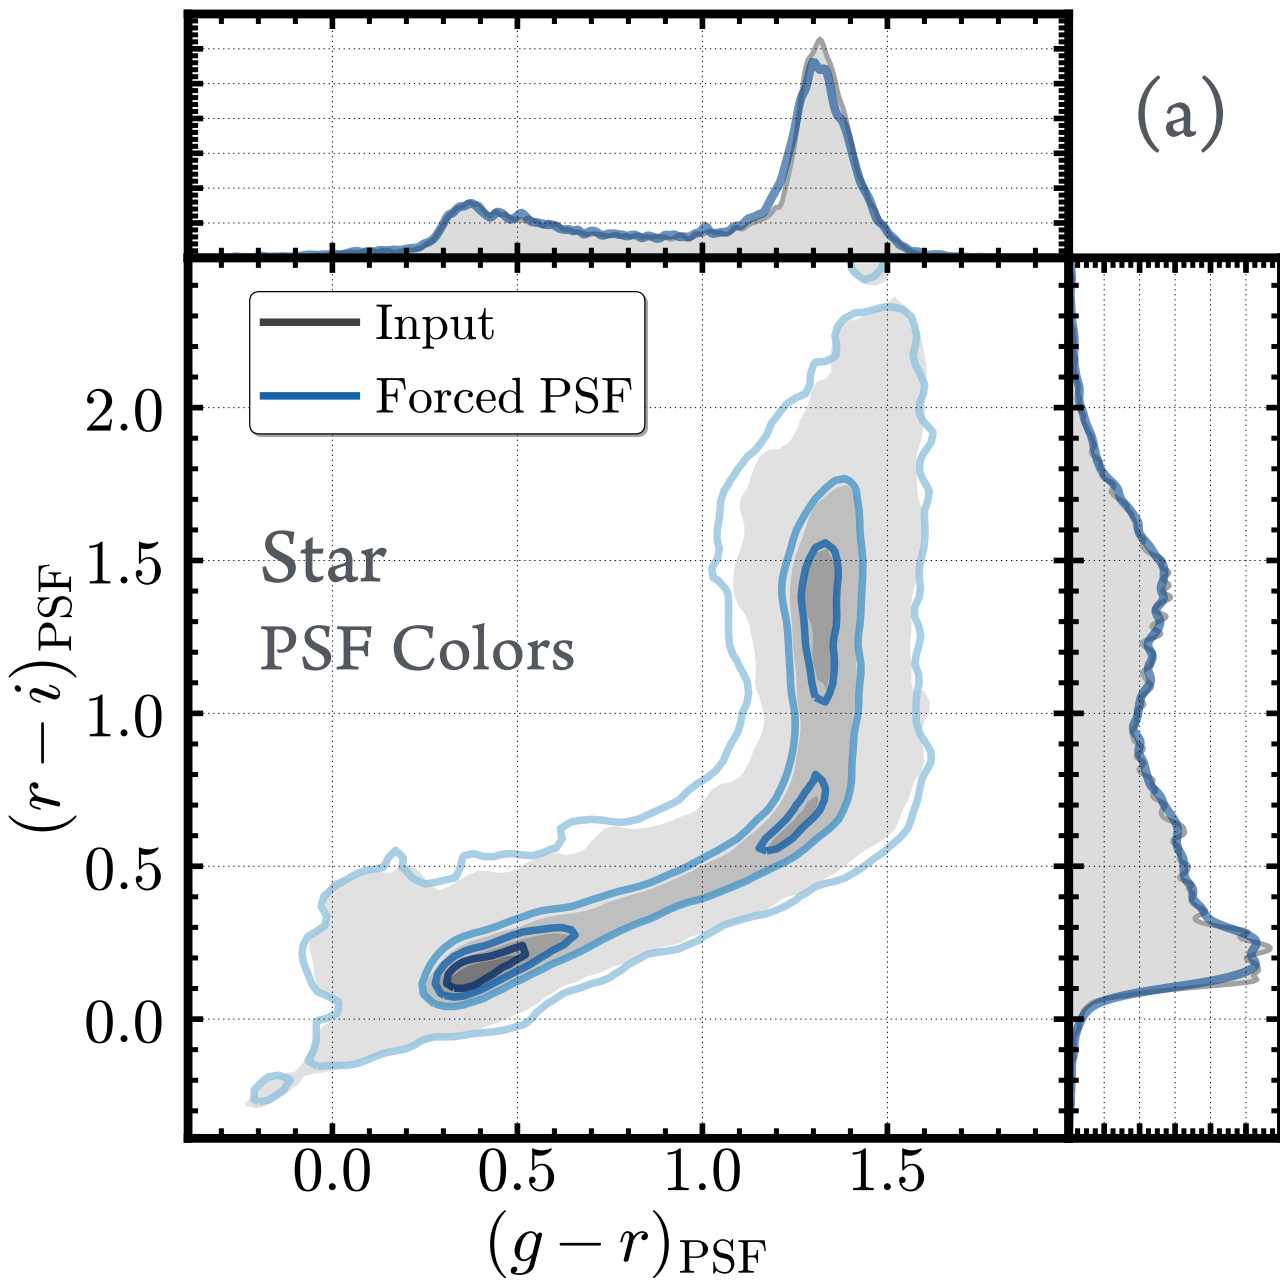 (a)
Input
Forced PSF
Star
PSF Colors
2.0
1.5
1.0
0.5
0.0
(r − i)PSF
0.0 0.5 1.0 1.5
(g − r)PSF